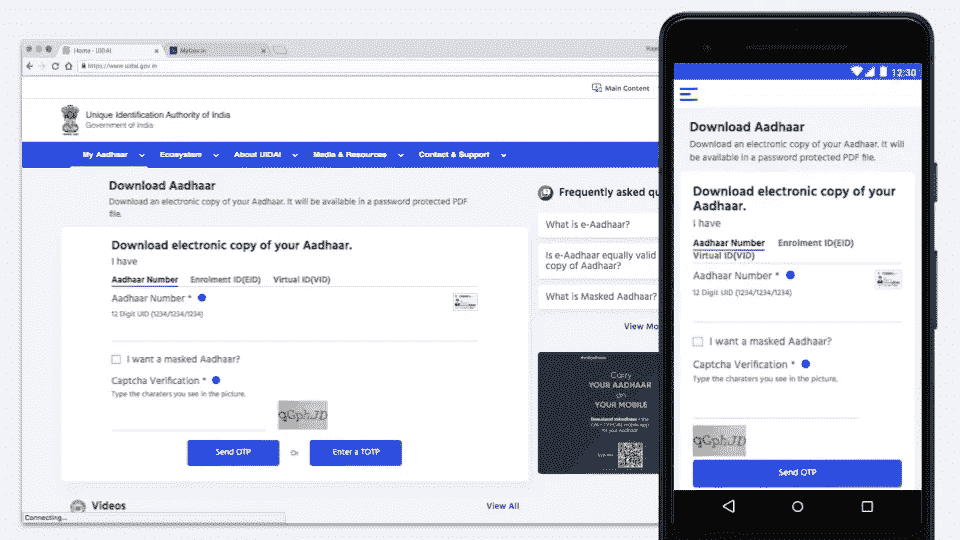 Home - UIDAI
MyGov.in
https://www.uidai.gov.in
Main Content
Unique Identification Authority of India
Government of India
My Aadhaar
Ecosystem
About UIDAI
Media & Resources
Contact & Support
Download Aadhaar
Download an electronic copy of your Aadhaar. It will be available in a password protected PDF
file.
Download electronic copy of your Aadhaar.
I have
Aadhaar Number Enrolment ID(EID) Virtual ID(VID)
Aadhaar Number *
12 Digit UID (1234/1234/1234)
I want a masked Aadhaar?
Captcha Verification *
Type the charaters you see in the picture.
qGphJD
Send OTP
Or
Enter a TOTP
Videos
View All
Connecting...
Frequently asked qu
What is e-Aadhaar?
Is e-Aadhaar equally valid
copy of Aadhaar?
What is Masked Aadhaar?
View Mo
Carry
YOUR AADHAAR
on
YOUR MOBILE
12:30
Download Aadhaar
Download an electronic copy of your Aadhaar. It will
be available in a password protected PDF file.
Download electronic copy of your
Aadhaar.
I have
Aadhaar Number Enrolment ID(EID)
Virtual ID(VID)
Aadhaar Number *
12 Digit UID (1234/1234/1234)
I want a masked Aadhaar?
Captcha Verification *
Type the charaters you see in the picture.
qGphJD
Send OTP